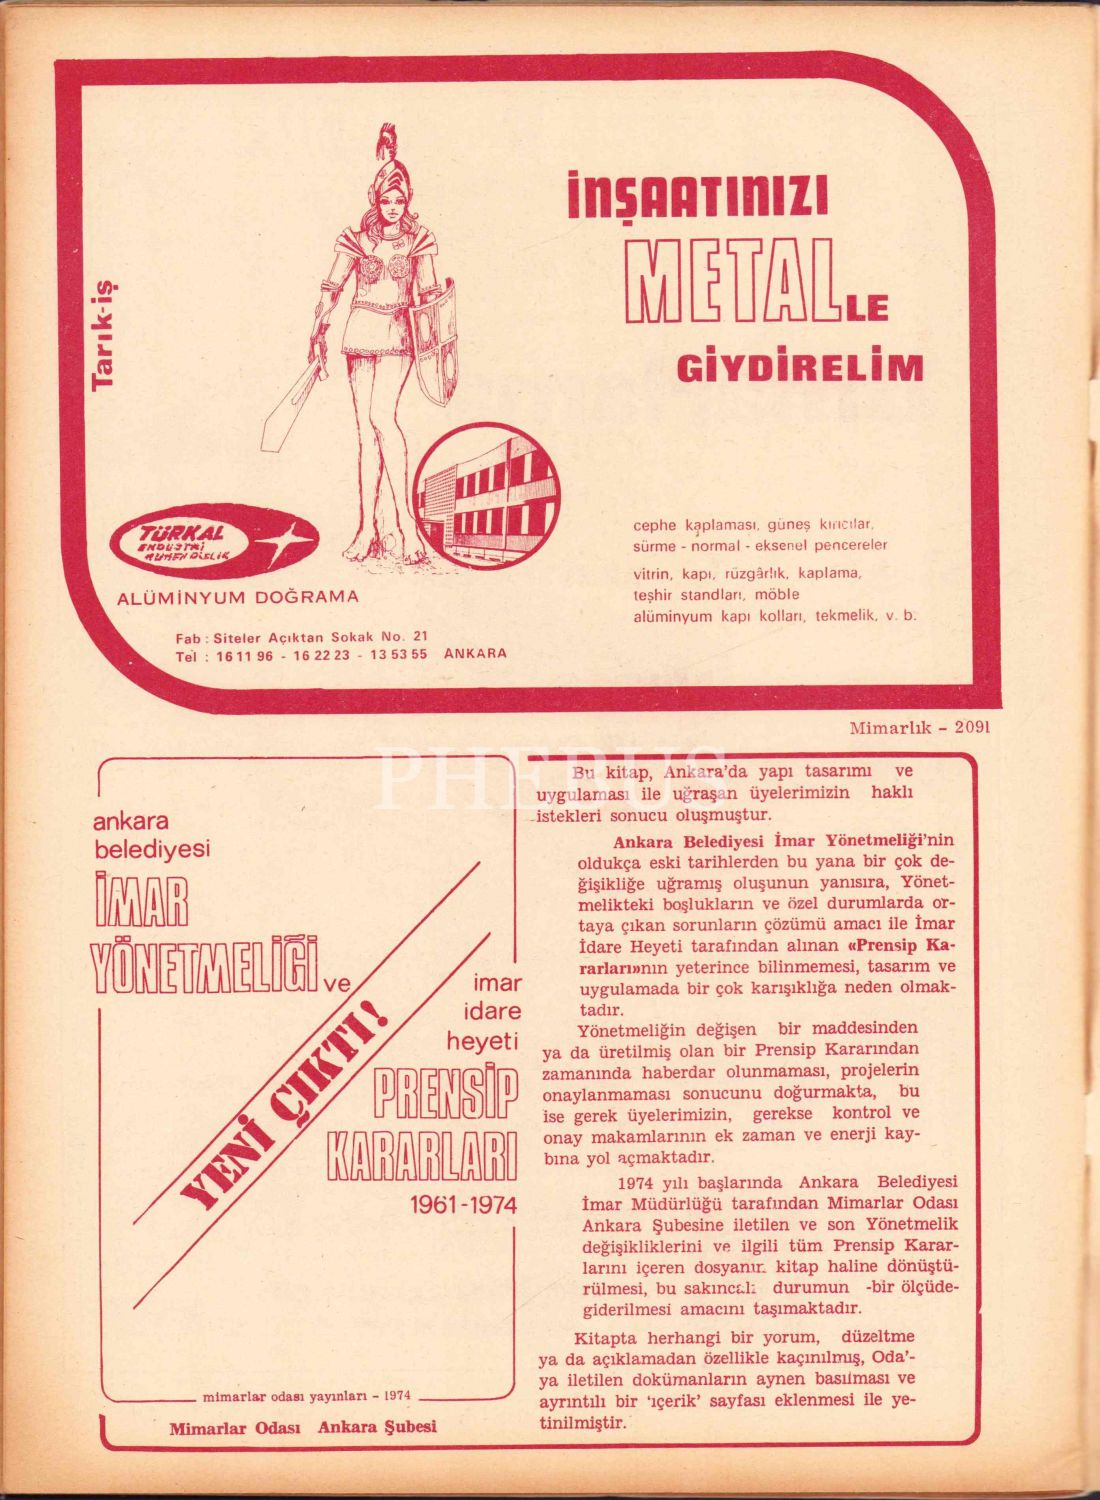 İNŞAATINIZI
METALLE
GİYDİRELİM
Tarık-iş
TÜRKAL
ENDÜSTRİ
MÜHENDİSLİK
ALÜMİNYUM DOĞRAMA
Fab : Siteler Açıktan Sokak No. 21
Tel : 16 11 96 - 16 22 23 - 13 53 55 ANKARA
cephe kaplaması, güneş kırıcılar,
sürme - normal - eksenel pencereler
vitrin, kapı, rüzgârlık, kaplama,
teşhir standları, möble
alüminyum kapı kolları, tekmelik, v. b.
Mimarlık - 2091
PHEBUS
ankara
belediyesi
İMAR
YÖNETMELİĞİ ve
imar
idare
heyeti
PRENSİP
KARARLARI
1961-1974
YENİ ÇIKTI!
mimarlar odası yayınları - 1974
Mimarlar Odası Ankara Şubesi
Bu kitap, Ankara'da yapı tasarımı ve
uygulaması ile uğraşan üyelerimizin haklı
istekleri sonucu oluşmuştur.
Ankara Belediyesi İmar Yönetmeliği'nin
oldukça eski tarihlerden bu yana bir çok de-
ğişikliğe uğramış oluşunun yanısıra, Yönet-
melikteki boşlukların ve özel durumlarda or-
taya çıkan sorunların çözümü amacı ile İmar
İdare Heyeti tarafından alınan «Prensip Ka-
rarları»nın yeterince bilinmemesi, tasarım ve
uygulamada bir çok karışıklığa neden olmak-
tadır.
Yönetmeliğin değişen bir maddesinden
ya da üretilmiş olan bir Prensip Kararından
zamanında haberdar olunmaması, projelerin
onaylanmaması sonucunu doğurmakta, bu
ise gerek üyelerimizin, gerekse kontrol ve
onay makamlarının ek zaman ve enerji kay-
bına yol açmaktadır.
1974 yılı başlarında Ankara Belediyesi
İmar Müdürlüğü tarafından Mimarlar Odası
Ankara Şubesine iletilen ve son Yönetmelik
değişikliklerini ve ilgili tüm Prensip Karar-
larını içeren dosyanın kitap haline dönüştü-
rülmesi, bu sakıncalı durumun -bir ölçüde-
giderilmesi amacını taşımaktadır.
Kitapta herhangi bir yorum, düzeltme
ya da açıklamadan özellikle kaçınılmış, Oda'-
ya iletilen dokümanların aynen basılması ve
ayrıntılı bir 'içerik' sayfası eklenmesi ile ye-
tinilmiştir.